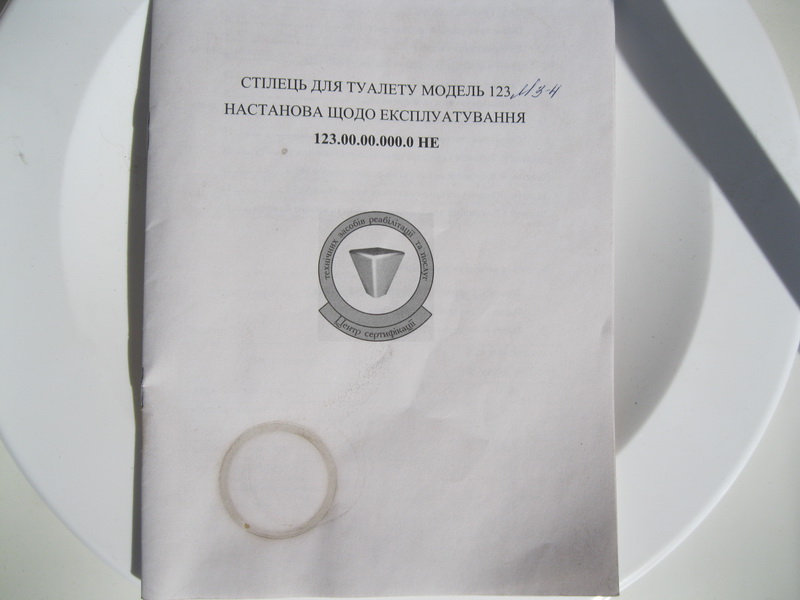 СТІЛЕЦЬ ДЛЯ ТУАЛЕТУ МОДЕЛЬ 123
НАСТАНОВА ЩОДО ЕКСПЛУАТУВАННЯ
123.00.00.000.0 НЕ
технічних засобів реабілітації та послуг
Центр сертифікації